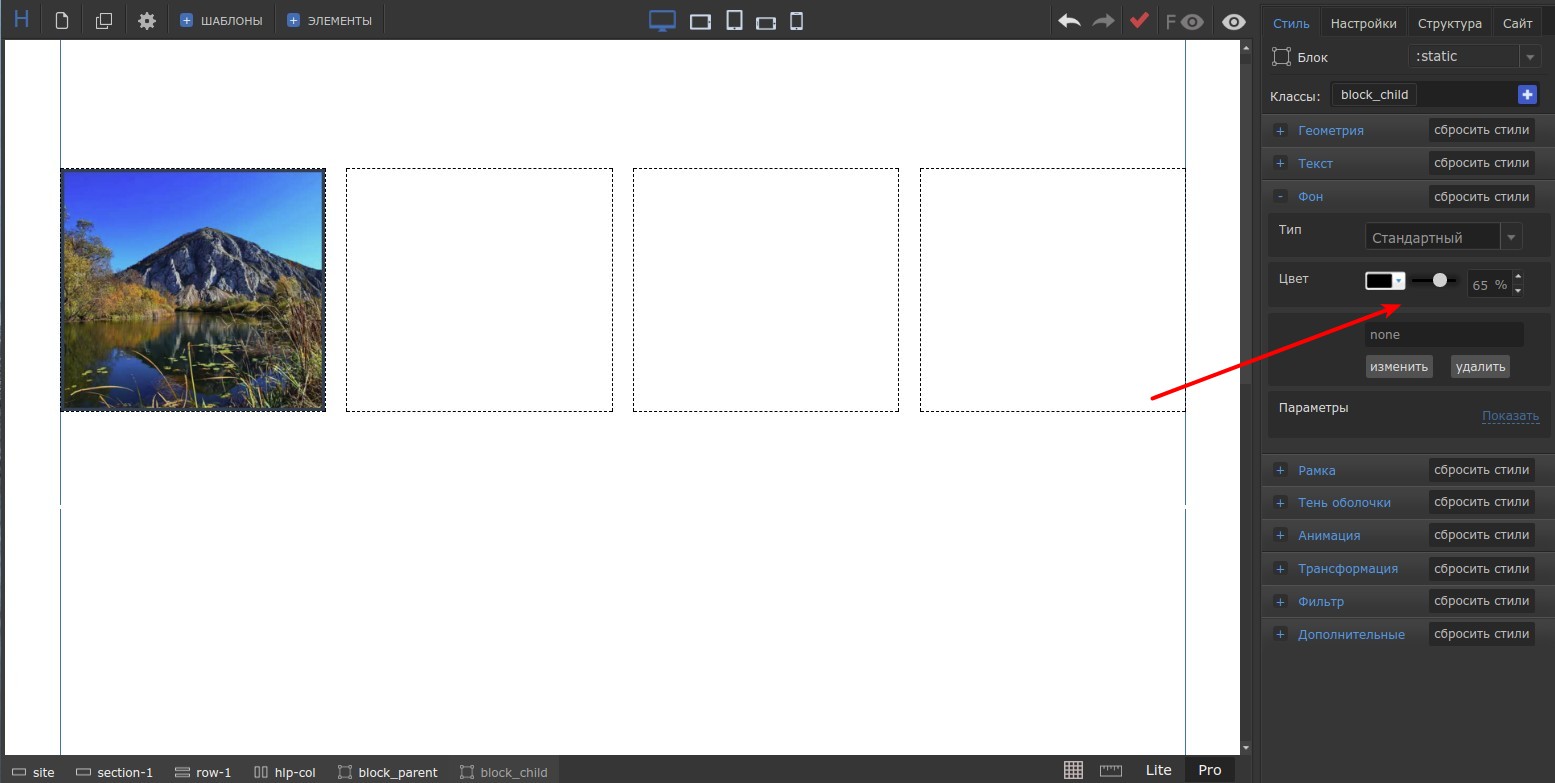 H ШАБЛОНЫ ЭЛЕМЕНТЫ F
Стиль Настройки Структура Сайт
Блок :static
Классы: block_child
+ Геометрия сбросить стили
+ Текст сбросить стили
- Фон сбросить стили
Тип Стандартный
Цвет 65 %
none
изменить удалить
Параметры
Показать
+ Рамка сбросить стили
+ Тень оболочки сбросить стили
+ Анимация сбросить стили
+ Трансформация сбросить стили
+ Фильтр сбросить стили
+ Дополнительные сбросить стили
site section-1 row-1 hlp-col block_parent block_child Lite Pro